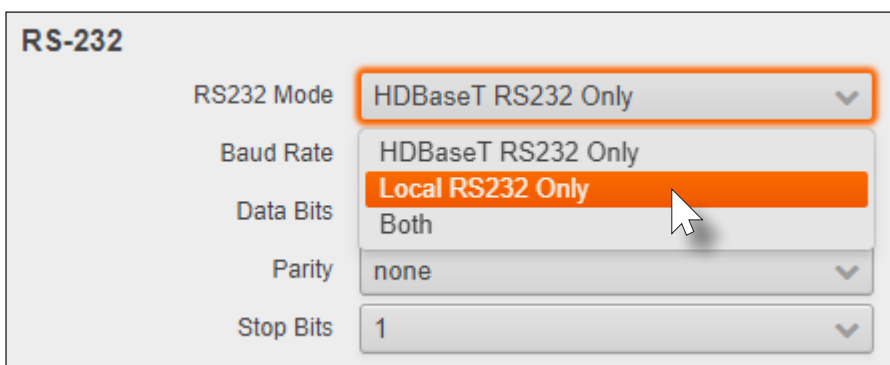 RS-232
RS232 Mode HDBaseT RS232 Only
Baud Rate HDBaseT RS232 Only
Local RS232 Only
Data Bits
Both
Parity none
Stop Bits 1